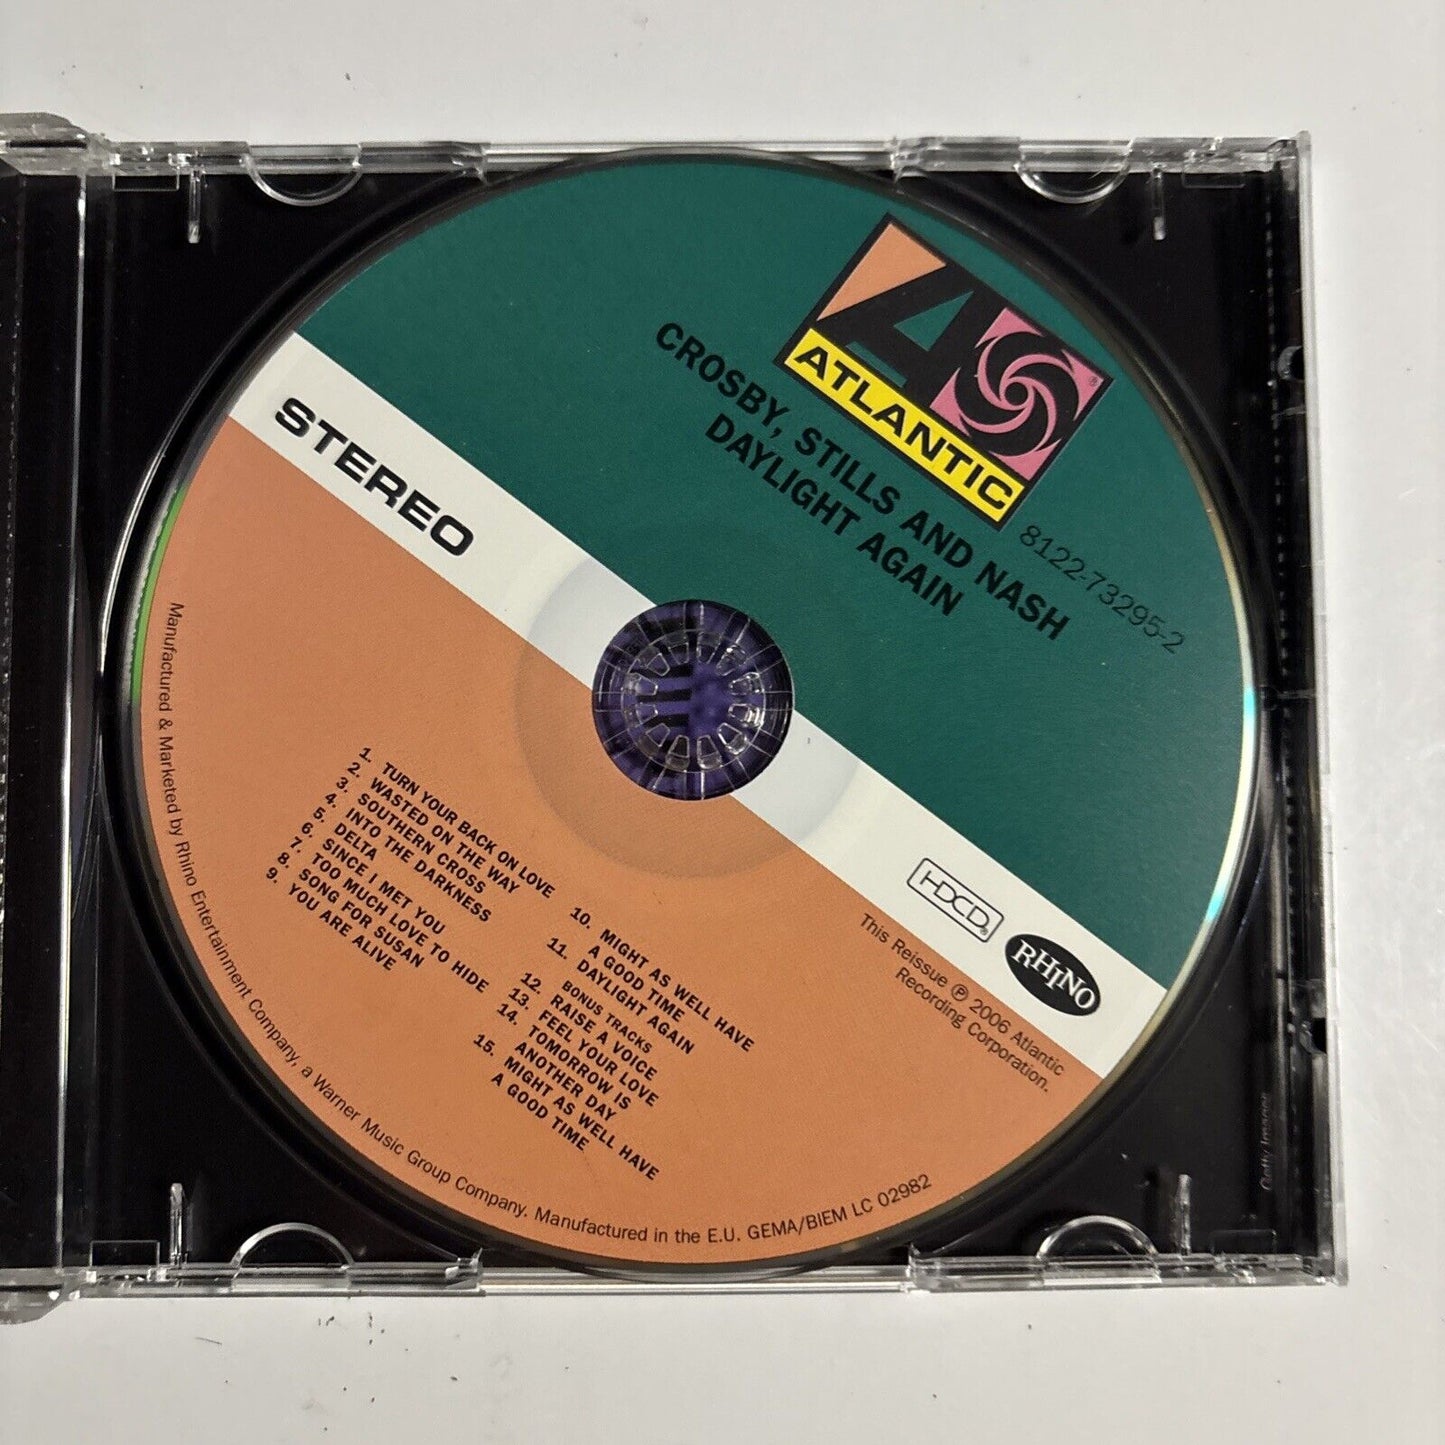 ATLANTIC
®
8122-73295-2
CROSBY, STILLS AND NASH
DAYLIGHT AGAIN
STEREO
1. TURN YOUR BACK ON LOVE
2. WASTED ON THE WAY
3. SOUTHERN CROSS
4. INTO THE DARKNESS
5. DELTA
6. SINCE I MET YOU
7. TOO MUCH LOVE TO HIDE
8. SONG FOR SUSAN
9. YOU ARE ALIVE
10. MIGHT AS WELL HAVE
A GOOD TIME
11. DAYLIGHT AGAIN
BONUS TRACKS
12. RAISE A VOICE
13. FEEL YOUR LOVE
14. TOMORROW IS
ANOTHER DAY
15. MIGHT AS WELL HAVE
A GOOD TIME
HDCD®
RHINO
This Reissue ℗ 2006 Atlantic
Recording Corporation.
Manufactured & Marketed by Rhino Entertainment Company, a Warner Music Group Company. Manufactured in the E.U. GEMA/BIEM LC 02982
Getty Images